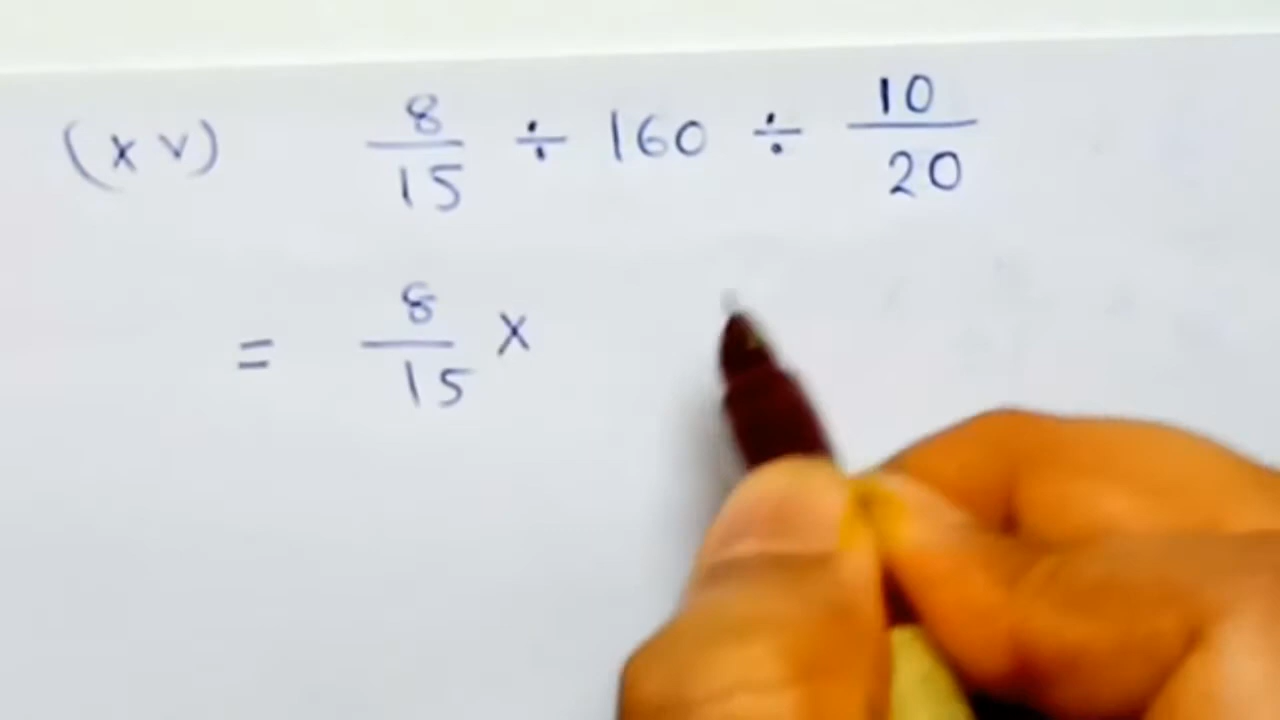 (xv) 8/15 ÷ 160 ÷ 10/20
= 8/15 ×